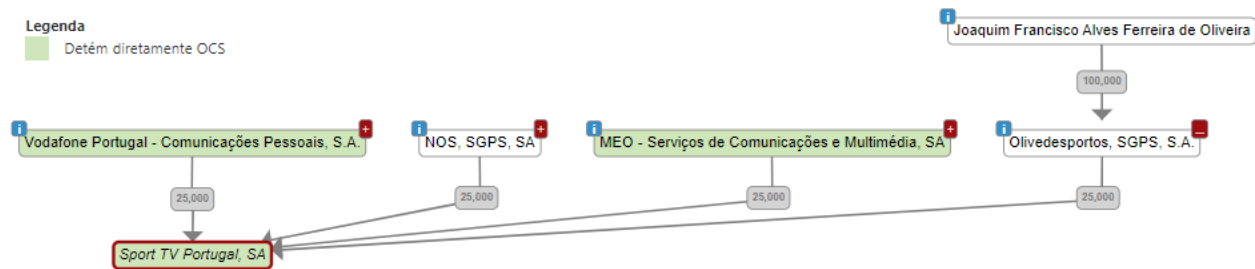 Legenda
Detém diretamente OCS
i
Joaquim Francisco Alves Ferreira de Oliveira
100,000
i
Vodafone Portugal - Comunicações Pessoais, S.A.
+
i
NOS, SGPS, SA
+
i
MEO - Serviços de Comunicações e Multimédia, SA
+
i
Olivedesportos, SGPS, S.A.
_
25,000
25,000
25,000
25,000
Sport TV Portugal, SA